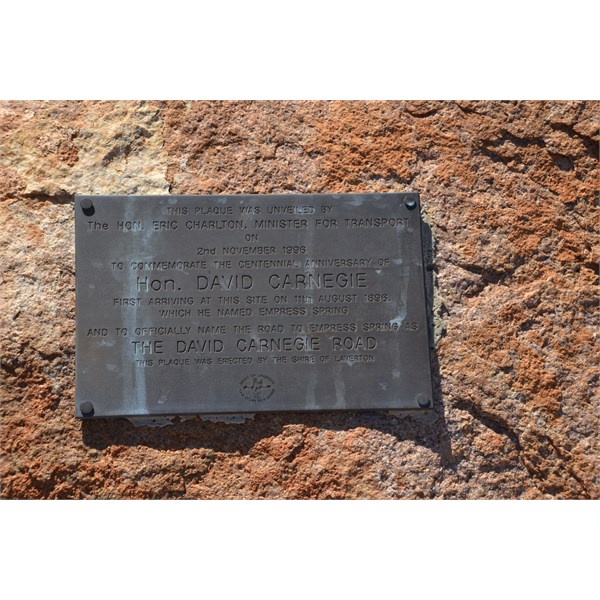 THIS PLAQUE WAS UNVEILED BY
The HON. ERIC CHARLTON, MINISTER FOR TRANSPORT
ON
2nd NOVEMBER 1996
TO COMMEMORATE THE CENTENNIAL ANNIVERSARY OF
Hon. DAVID CARNEGIE
FIRST ARRIVING AT THIS SITE ON 11th AUGUST 1896.
WHICH HE NAMED EMPRESS SPRING
AND TO OFFICIALLY NAME THE ROAD TO EMPRESS SPRING AS
THE DAVID CARNEGIE ROAD
THIS PLAQUE WAS ERECTED BY THE SHIRE OF LAVERTON